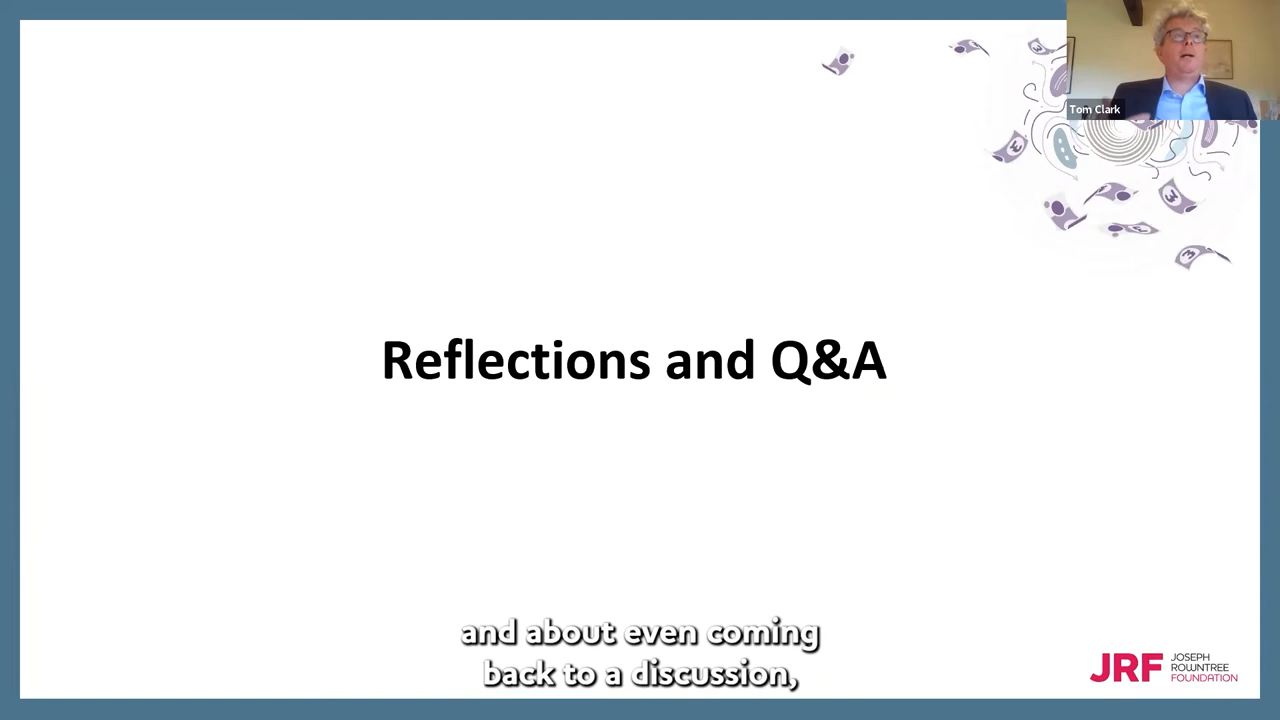 Tom Clark
Reflections and Q&A
and about even coming
back to a discussion,
JRF
JOSEPH
ROWNTREE
FOUNDATION